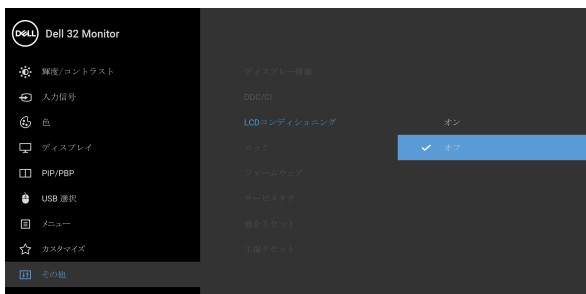 DELL
Dell 32 Monitor
輝度/コントラスト
入力信号
色
ディスプレイ
PIP/PBP
USB 選択
メニュー
カスタマイズ
その他
ディスプレー情報
DDC/CI
LCDコンディショニング
オン
オフ
ロック
ファームウェア
サービスタグ
他をリセット
工場リセット